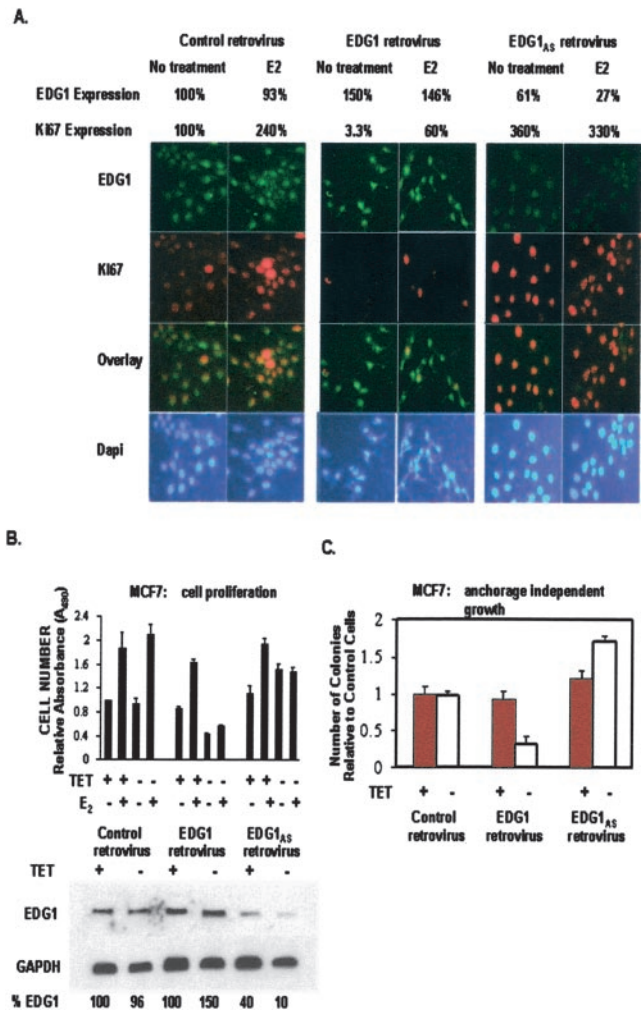 A.
Control retrovirus EDG1 retrovirus EDG1AS retrovirus
No treatment E2 No treatment E2 No treatment E2
EDG1 Expression 100% 93% 150% 146% 61% 27%
Ki67 Expression 100% 240% 3.3% 60% 360% 330%
EDG1
KI67
Overlay
Dapi
B.
MCF7: cell proliferation
CELL NUMBER
Relative Absorbance (A490)
2.4
2
1.6
1.2
0.8
0.4
0
TET + + - - + + - - + + - -
E2 - + - + - + - + - + - +
Control retrovirus EDG1 retrovirus EDG1AS retrovirus
TET + - + - + -
EDG1
GAPDH
% EDG1 100 96 100 150 40 10
C.
MCF7: anchorage independent growth
Number of Colonies
Relative to Control Cells
2
1.5
1
0.5
0
TET + - + - + -
Control retrovirus EDG1 retrovirus EDG1AS retrovirus